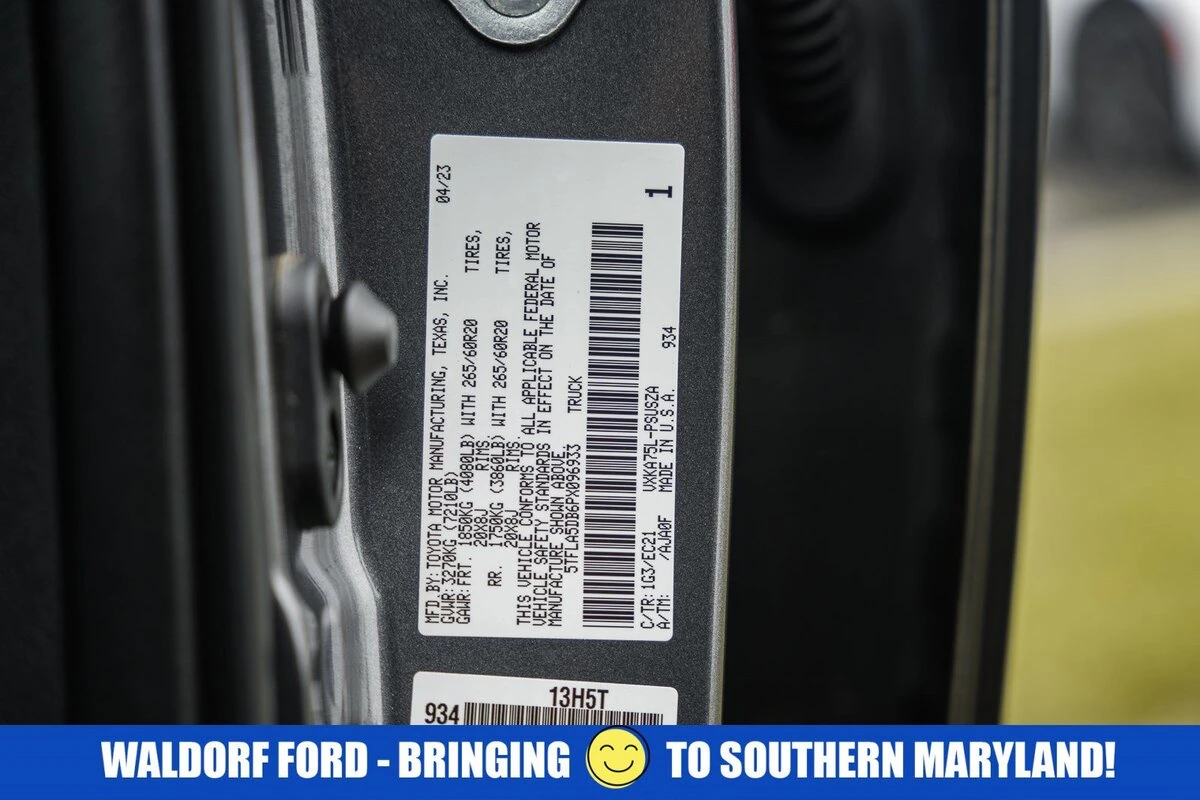 MFD.BY:TOYOTA MOTOR MANUFACTURING, TEXAS, INC. 04/23
GVWR:3270KG (7210LB)
GAWR:FRT. 1850KG (4080LB) WITH 265/60R20 TIRES,
20X8J RIMS.
RR. 1750KG (3860LB) WITH 265/60R20 TIRES,
20X8J RIMS.
THIS VEHICLE CONFORMS TO ALL APPLICABLE FEDERAL MOTOR
VEHICLE SAFETY STANDARDS IN EFFECT ON THE DATE OF
MANUFACTURE SHOWN ABOVE.
5TFLA5DB6PX096933 TRUCK
C/TR:1G3/EC21 VXKA75L-PSUSZA 1
A/TM: /AJA0F MADE IN U.S.A. 934
13H5T
934
WALDORF FORD - BRINGING TO SOUTHERN MARYLAND!